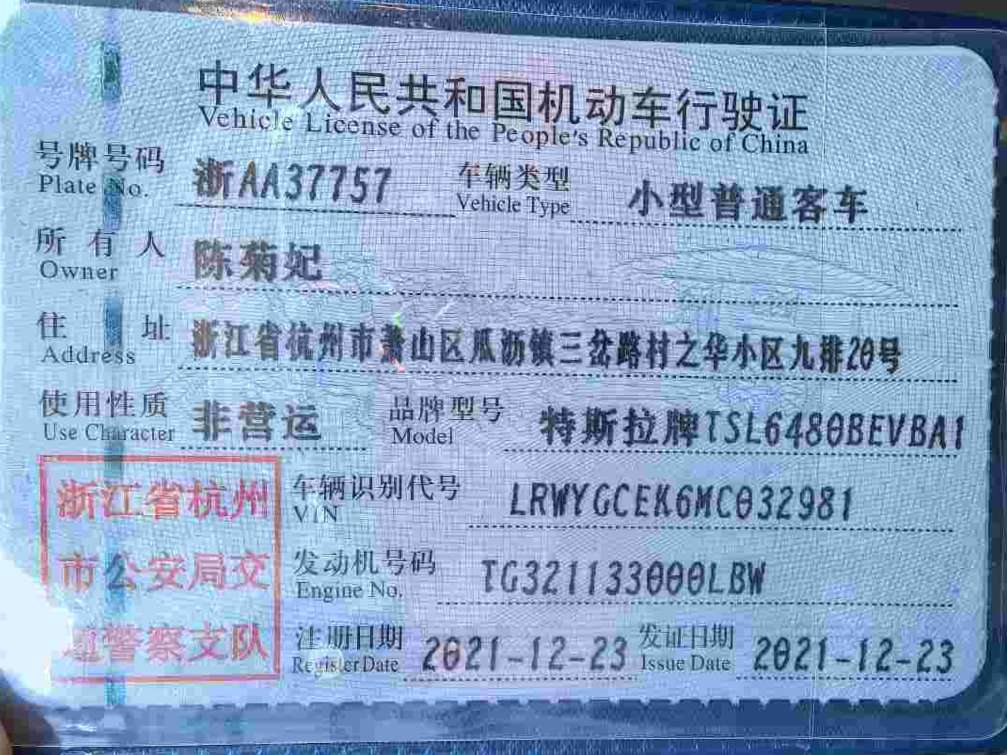 中华人民共和国机动车行驶证
Vehicle License of the People's Republic of China
号牌号码 浙AA37757 车辆类型 小型普通客车
Plate No. Vehicle Type
所有人 陈菊妃
Owner
住址 浙江省杭州市萧山区瓜沥镇三岔路村之华小区九排20号
Address
使用性质 非营运 品牌型号 特斯拉牌TSL6480BEVBA1
Use Character Model
浙江省杭州 车辆识别代号 LRWYGCEK6MC032981
VIN
市公安局交 发动机号码 TG321133000LBW
Engine No.
通警察支队 注册日期 2021-12-23 发证日期 2021-12-23
Register Date Issue Date